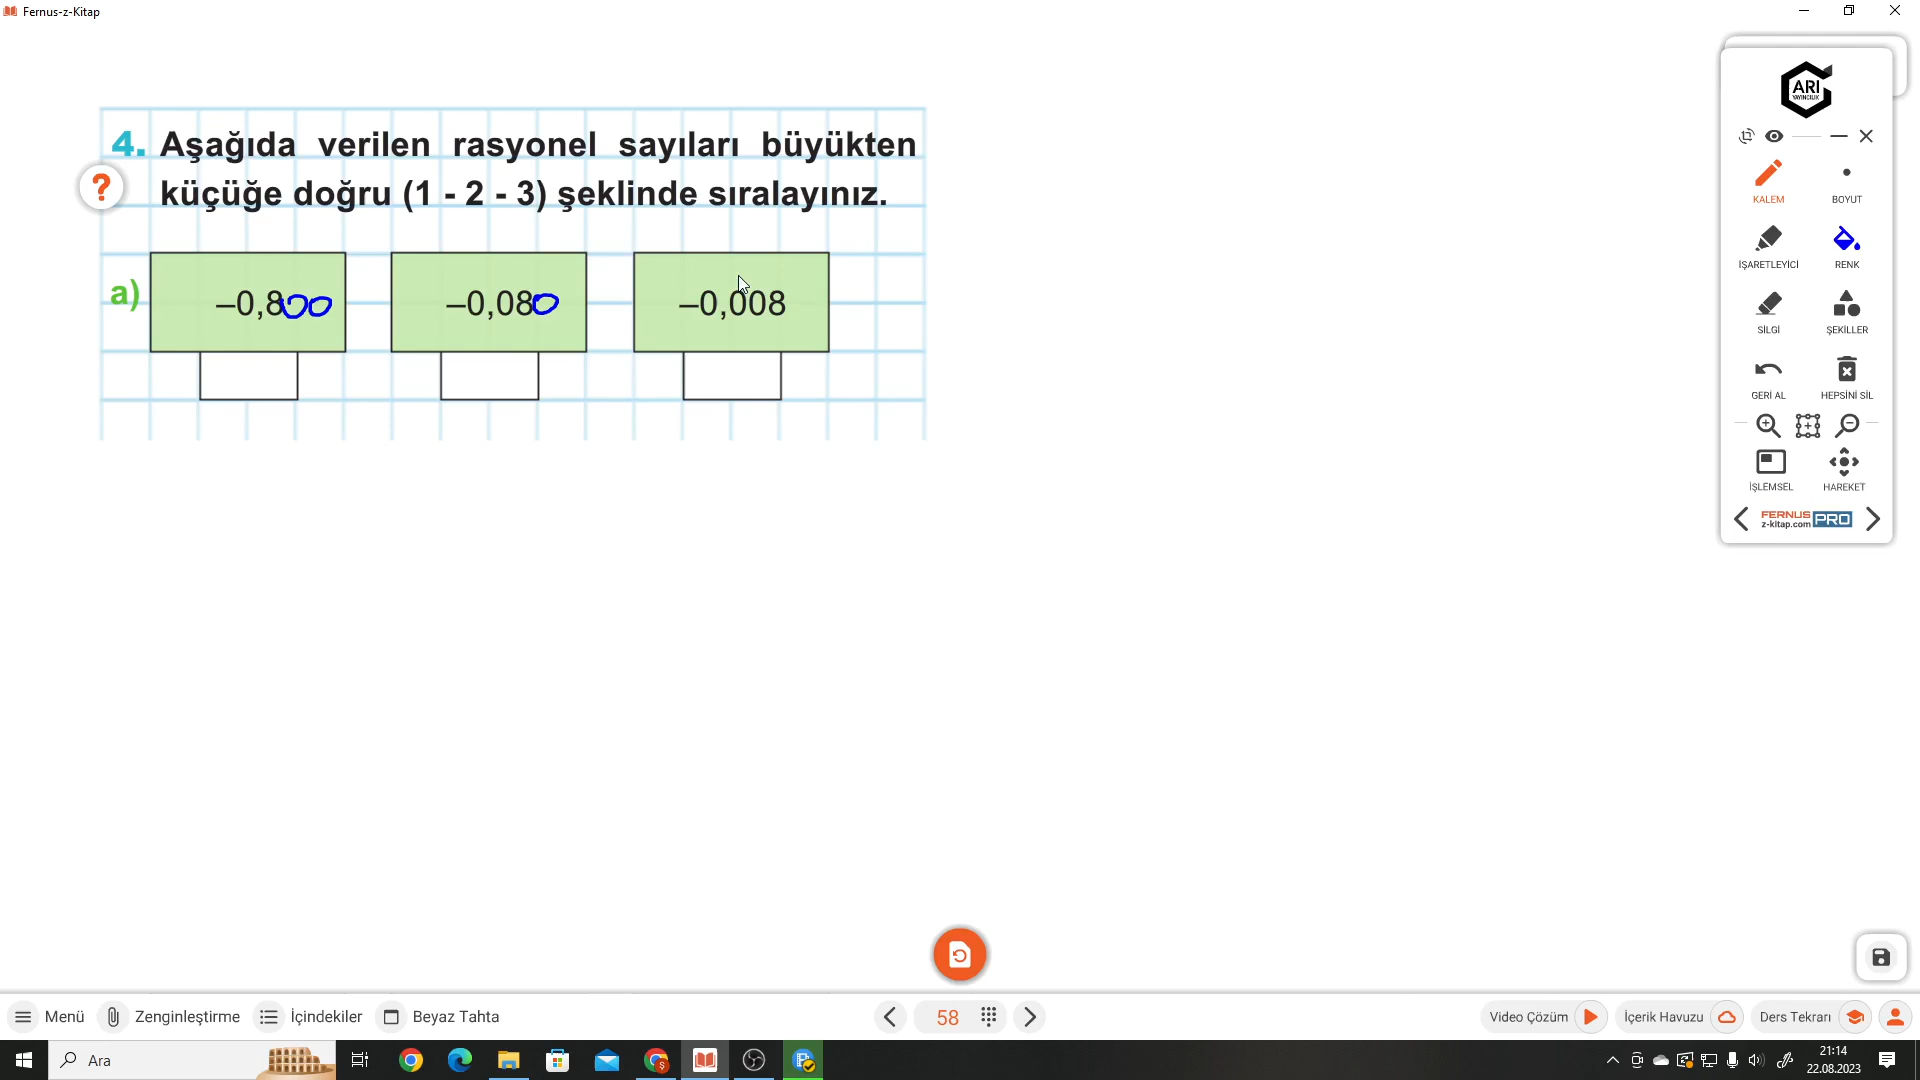 Fernus-z-Kitap
ARI
YAYINCILIK
4. Aşağıda verilen rasyonel sayıları büyükten
küçüğe doğru (1 - 2 - 3) şeklinde sıralayınız.
?
a) –0,800 –0,080 –0,008
KALEM BOYUT
İŞARETLEYİCİ RENK
SİLGİ ŞEKİLLER
GERİ AL HEPSİNİ SİL
İŞLEMSEL HAREKET
FERNUS
z-kitap.com PRO
Menü Zenginleştirme İçindekiler Beyaz Tahta 58 Video Çözüm İçerik Havuzu Ders Tekrarı
Ara
21:14
22.08.2023